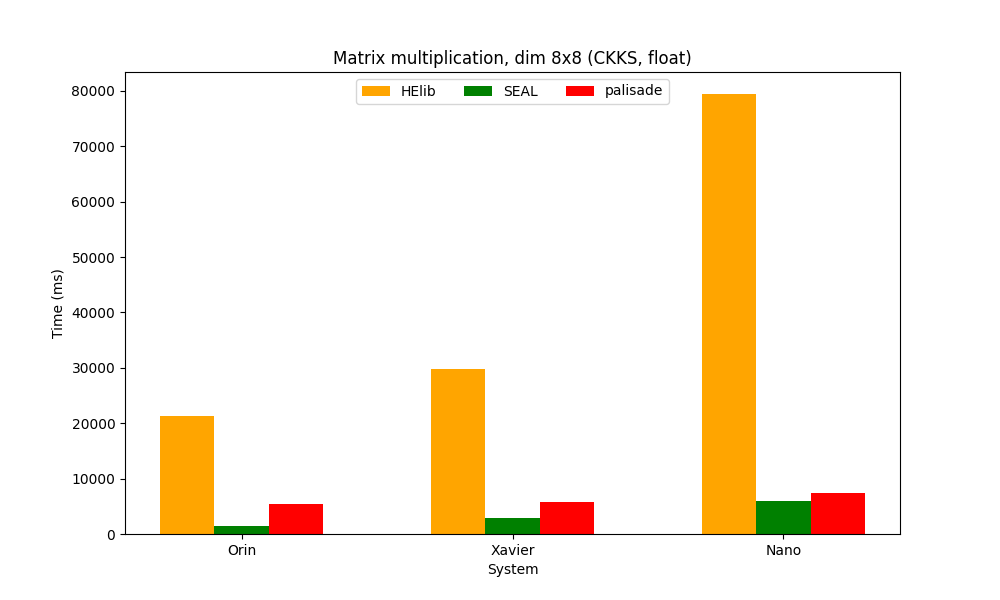 Matrix multiplication, dim 8x8 (CKKS, float)
HElib SEAL palisade
80000
70000
60000
50000
40000
30000
20000
10000
0
Time (ms)
Orin Xavier Nano
System